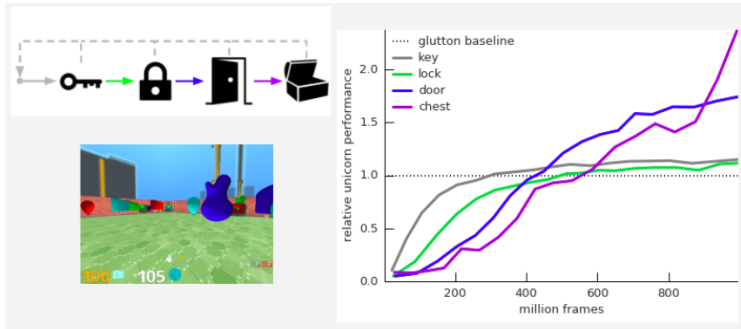 glutton baseline
key
lock
door
chest
relative unicorn performance
2.0
1.5
1.0
0.5
0.0
200
400
600
800
million frames
100
105